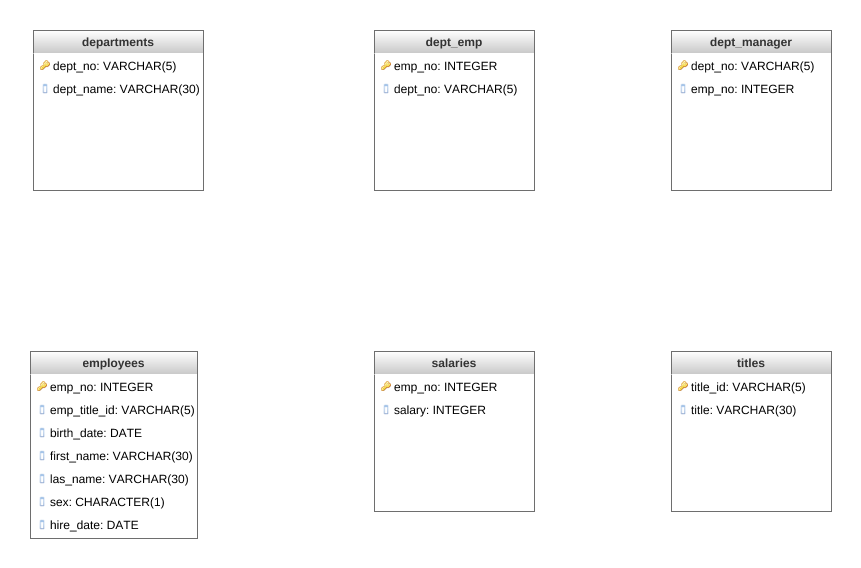 departments
dept_no: VARCHAR(5)
dept_name: VARCHAR(30)
dept_emp
emp_no: INTEGER
dept_no: VARCHAR(5)
dept_manager
dept_no: VARCHAR(5)
emp_no: INTEGER
employees
emp_no: INTEGER
emp_title_id: VARCHAR(5)
birth_date: DATE
first_name: VARCHAR(30)
las_name: VARCHAR(30)
sex: CHARACTER(1)
hire_date: DATE
salaries
emp_no: INTEGER
salary: INTEGER
titles
title_id: VARCHAR(5)
title: VARCHAR(30)